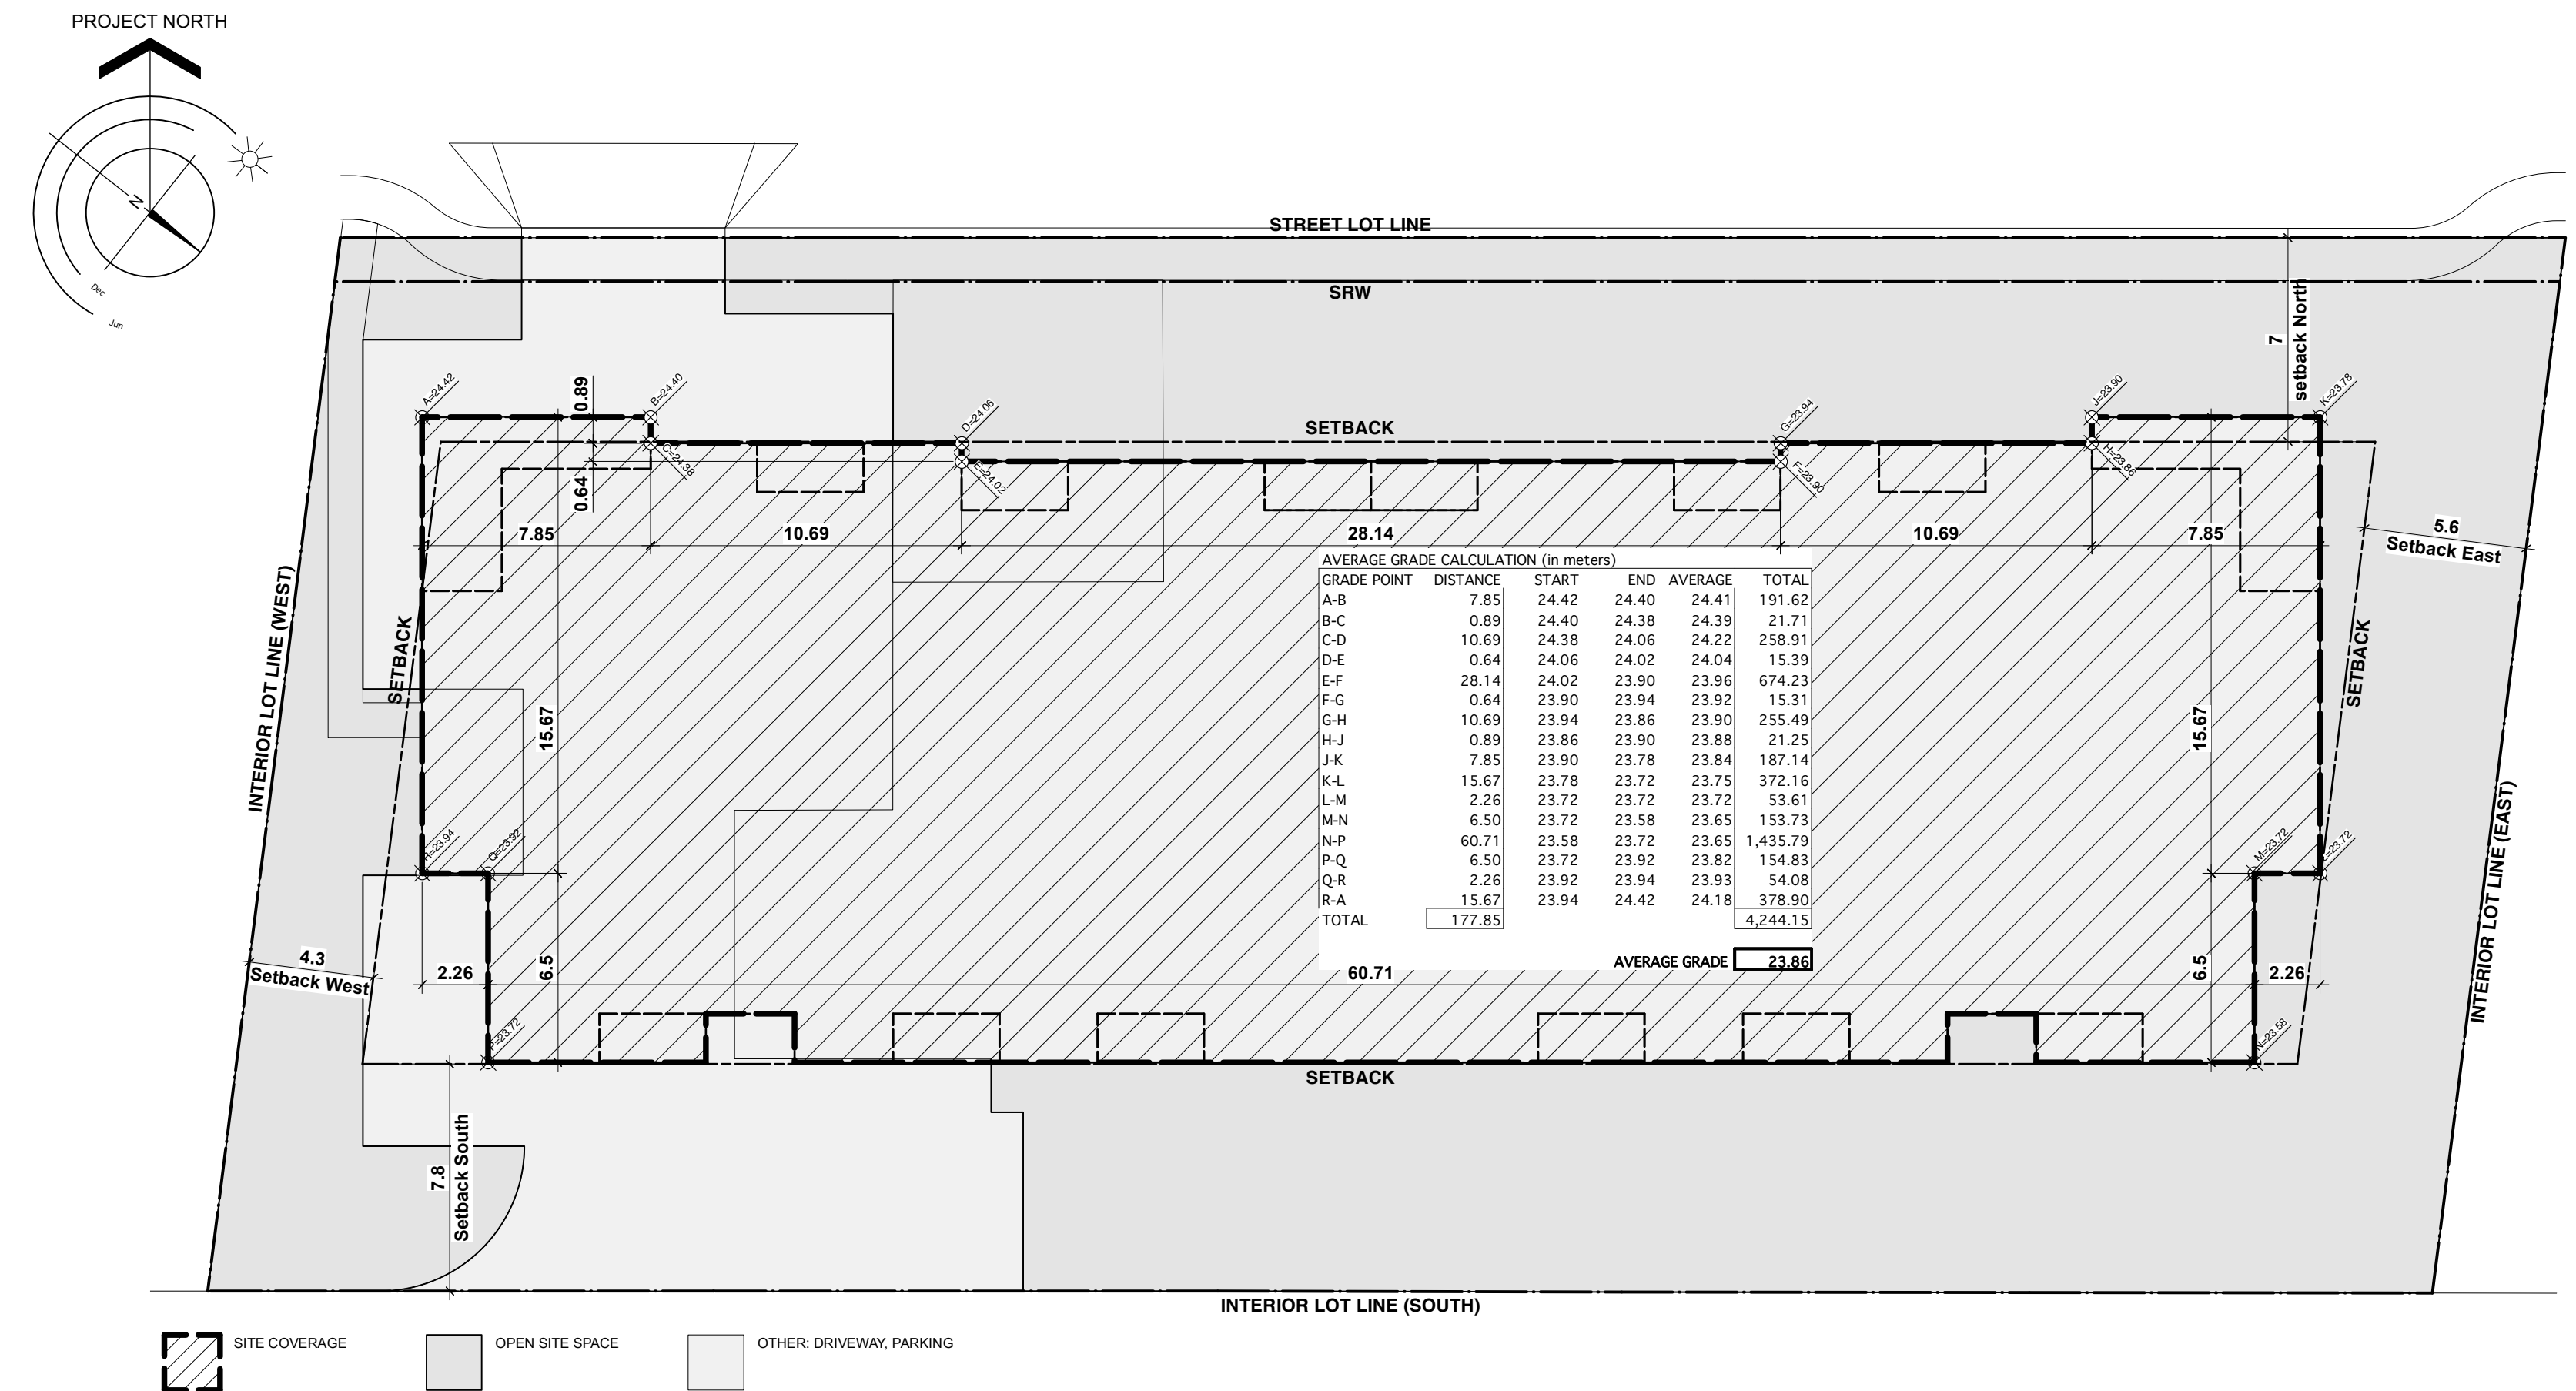 PROJECT NORTH
N
Dec
Jun
STREET LOT LINE
SRW
7
setback North
A=24.42
0.89
B=24.40
D=24.06
SETBACK
G=23.94
J=23.90
K=23.78
C=24.38
E=24.02
F=23.90
H=23.86
0.64
7.85
10.69
28.14
10.69
7.85
5.6
Setback East
INTERIOR LOT LINE (WEST)
SETBACK
15.67
AVERAGE GRADE CALCULATION (in meters)
GRADE POINT DISTANCE START END AVERAGE TOTAL
A-B 7.85 24.42 24.40 24.41 191.62
B-C 0.89 24.40 24.38 24.39 21.71
C-D 10.69 24.38 24.06 24.22 258.91
D-E 0.64 24.06 24.02 24.04 15.39
E-F 28.14 24.02 23.90 23.96 674.23
F-G 0.64 23.90 23.94 23.92 15.31
G-H 10.69 23.94 23.86 23.90 255.49
H-J 0.89 23.86 23.90 23.88 21.25
J-K 7.85 23.90 23.78 23.84 187.14
K-L 15.67 23.78 23.72 23.75 372.16
L-M 2.26 23.72 23.72 23.72 53.61
M-N 6.50 23.72 23.58 23.65 153.73
N-P 60.71 23.58 23.72 23.65 1,435.79
P-Q 6.50 23.72 23.92 23.82 154.83
Q-R 2.26 23.92 23.94 23.93 54.08
R-A 15.67 23.94 24.42 24.18 378.90
TOTAL 177.85 4,244.15
AVERAGE GRADE 23.86
15.67
SETBACK
INTERIOR LOT LINE (EAST)
R=23.94
Q=23.92
M=23.72
L=23.72
4.3
Setback West
2.26
6.5
60.71
6.5
2.26
P=23.72
N=23.58
SETBACK
7.8
Setback South
INTERIOR LOT LINE (SOUTH)
SITE COVERAGE
OPEN SITE SPACE
OTHER: DRIVEWAY, PARKING